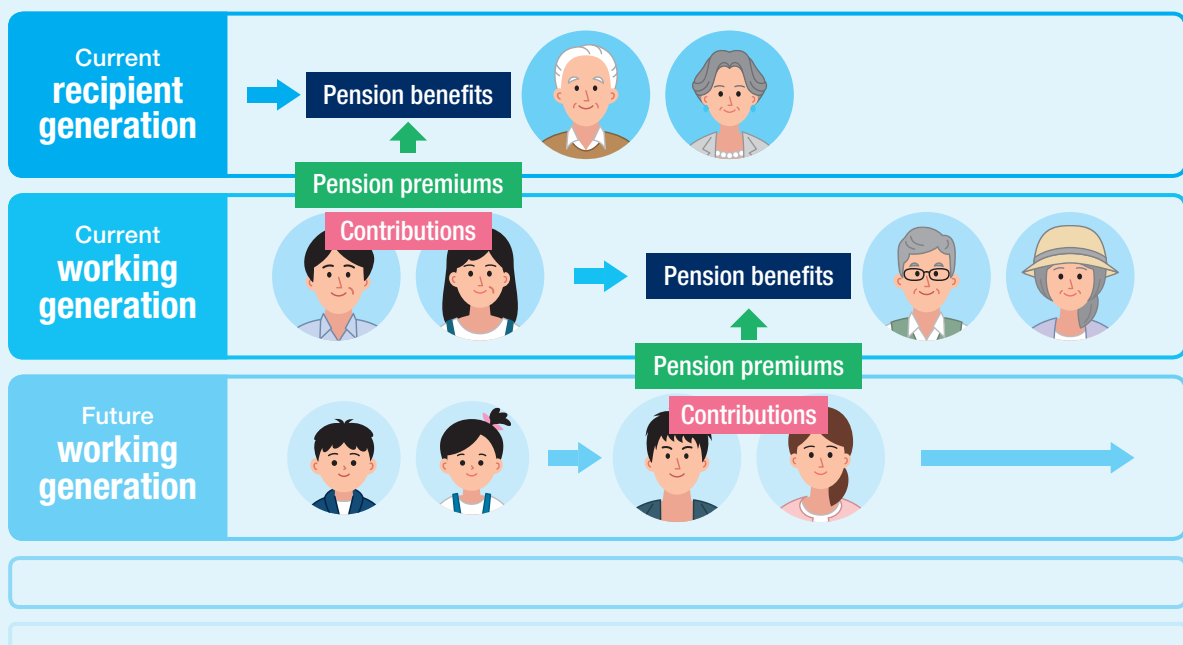 Current
recipient
generation
Pension benefits
Pension premiums
Contributions
Current
working
generation
Pension benefits
Pension premiums
Contributions
Future
working
generation